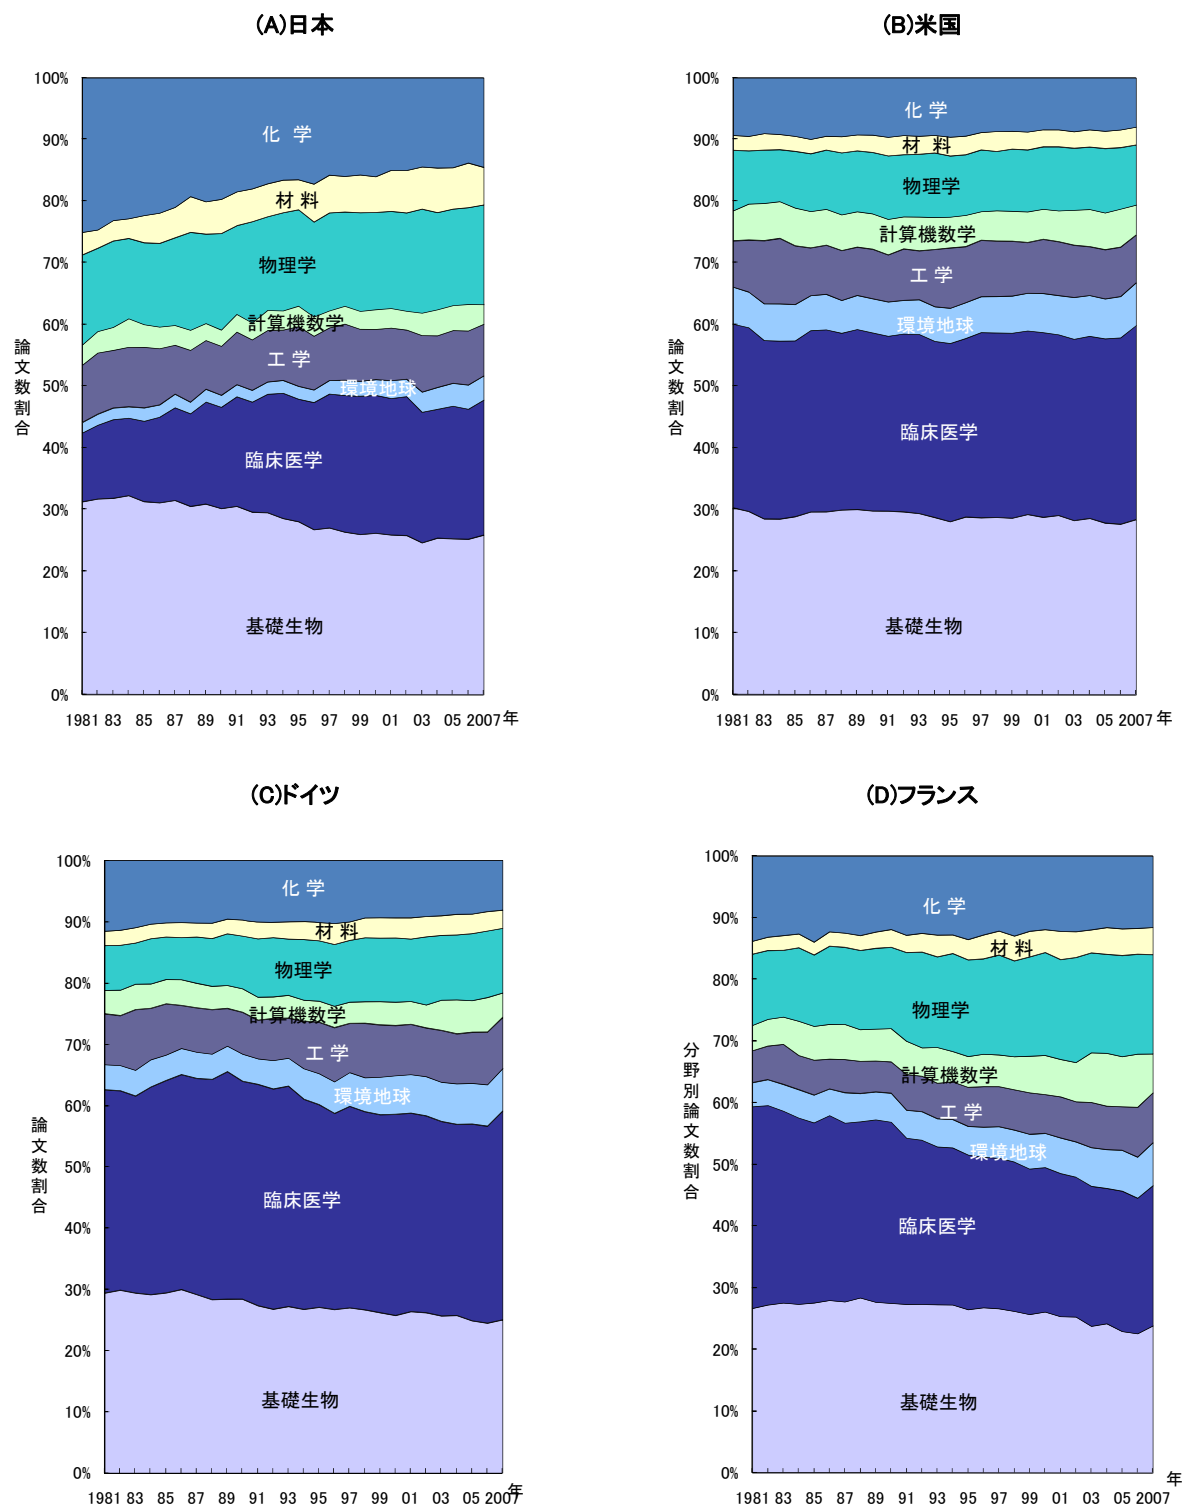 (A)日本
100%
90%
80%
70%
60%
50%
40%
30%
20%
10%
0%
論文数割合
化 学
材 料
物理学
計算機数学
工 学
環境地球
臨床医学
基礎生物
1981 83 85 87 89 91 93 95 97 99 01 03 05 2007 年
(B)米国
100%
90%
80%
70%
60%
50%
40%
30%
20%
10%
0%
論文数割合
化 学
材 料
物理学
計算機数学
工 学
環境地球
臨床医学
基礎生物
1981 83 85 87 89 91 93 95 97 99 01 03 05 2007 年
(C)ドイツ
100%
90%
80%
70%
60%
50%
40%
30%
20%
10%
0%
論文数割合
化 学
材 料
物理学
計算機数学
工 学
環境地球
臨床医学
基礎生物
1981 83 85 87 89 91 93 95 97 99 01 03 05 2007 年
(D)フランス
100%
90%
80%
70%
60%
50%
40%
30%
20%
10%
0%
分野別論文数割合
化 学
材 料
物理学
計算機数学
工 学
環境地球
臨床医学
基礎生物
1981 83 85 87 89 91 93 95 97 99 01 03 05 2007 年